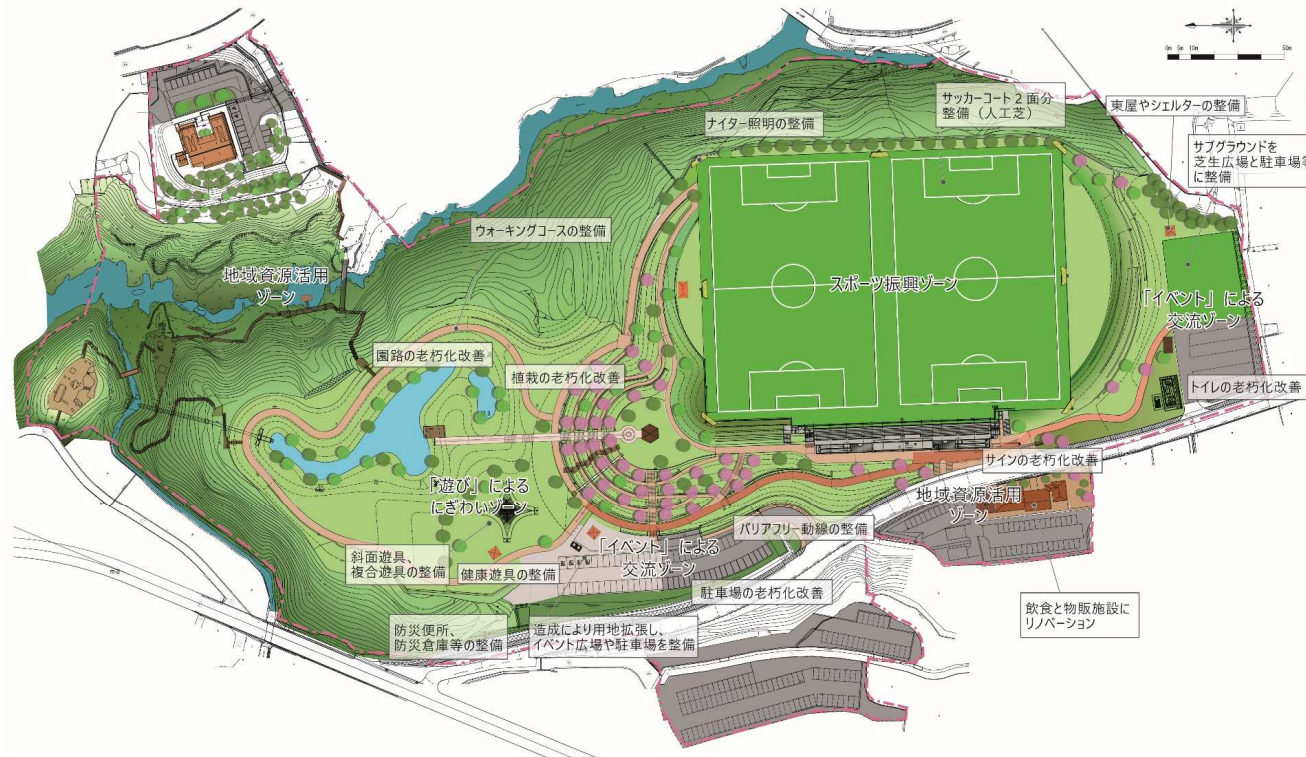 0m 5m 10m 50m
サッカーコート2面分
整備(人工芝)
東屋やシェルターの整備
ナイター照明の整備
サブグラウンドを
芝生広場と駐車場等
に整備
ウォーキングコースの整備
地域資源活用
ゾーン
スポーツ振興ゾーン
「イベント」による
交流ゾーン
園路の老朽化改善
植栽の老朽化改善
トイレの老朽化改善
サインの老朽化改善
「遊び」による
にぎわいゾーン
地域資源活用
ゾーン
バリアフリー動線の整備
斜面遊具、
複合遊具の整備
健康遊具の整備
「イベント」による
交流ゾーン
駐車場の老朽化改善
飲食と物販施設に
リノベーション
防災便所、
防災倉庫等の整備
造成により用地拡張し、
イベント広場や駐車場を整備